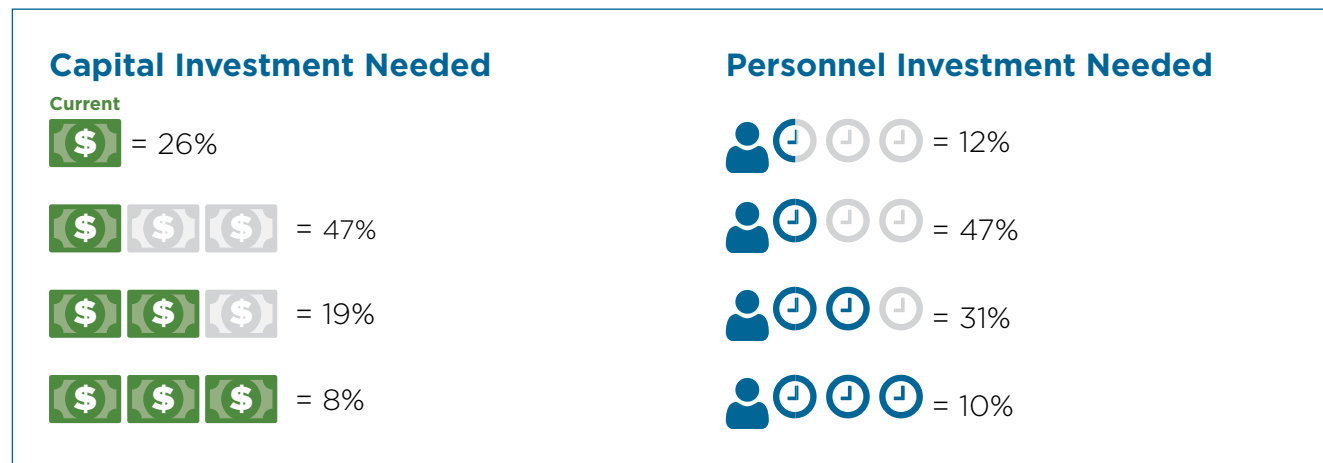 Capital Investment Needed
Current
$ = 26%
$ $ $ = 47%
$ $ $ = 19%
$ $ $ = 8%
Personnel Investment Needed
= 12%
= 47%
= 31%
= 10%